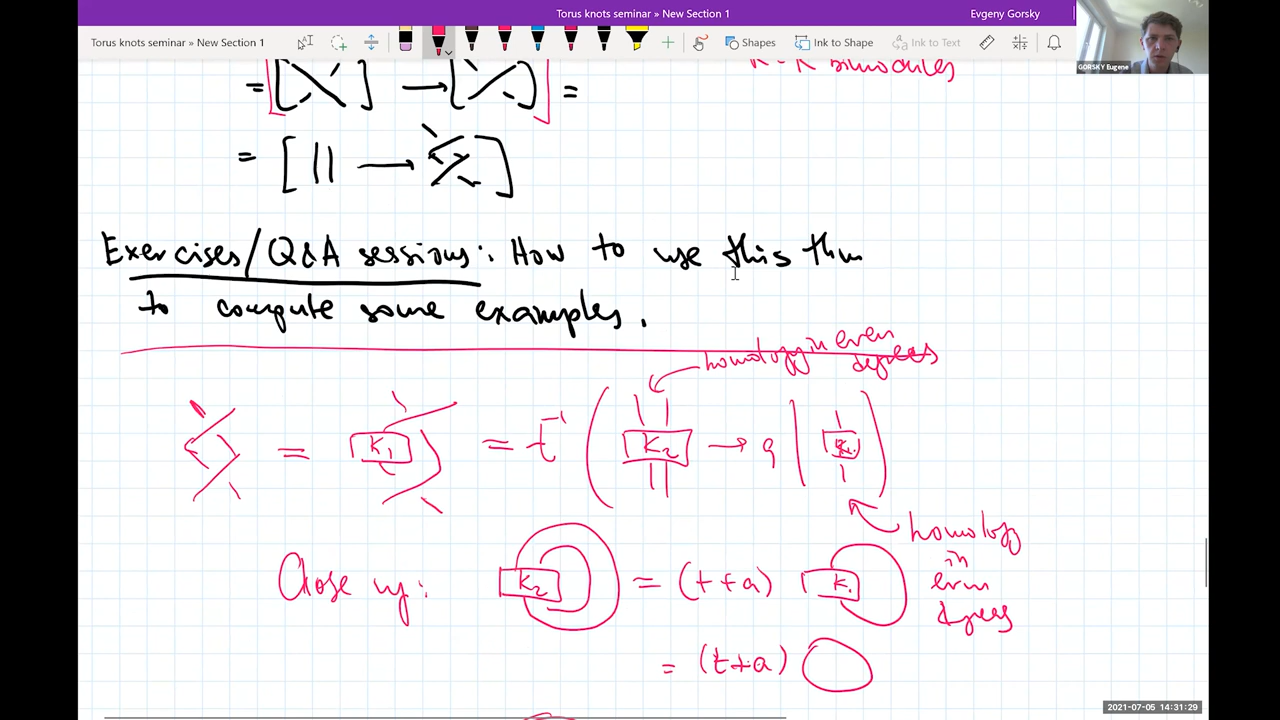 Torus knots seminar » New Section 1
Evgeny Gorsky
Torus knots seminar » New Section 1
Shapes
Ink to Shape
Ink to Text
GORSKY Eugene
R-R bimodules
= [ ] → [ ] =
= [ || → ]
Exercises/Q&A sessions: How to use this thm
to compute some examples.
homology in even
degrees
= K₁ = t⁻¹ ( K₂ → q ( K₁ ) )
homology
in
even
degrees
Close up: K₂ = (t+a) K₁
= (t+a)
2021-07-05 14:31:29